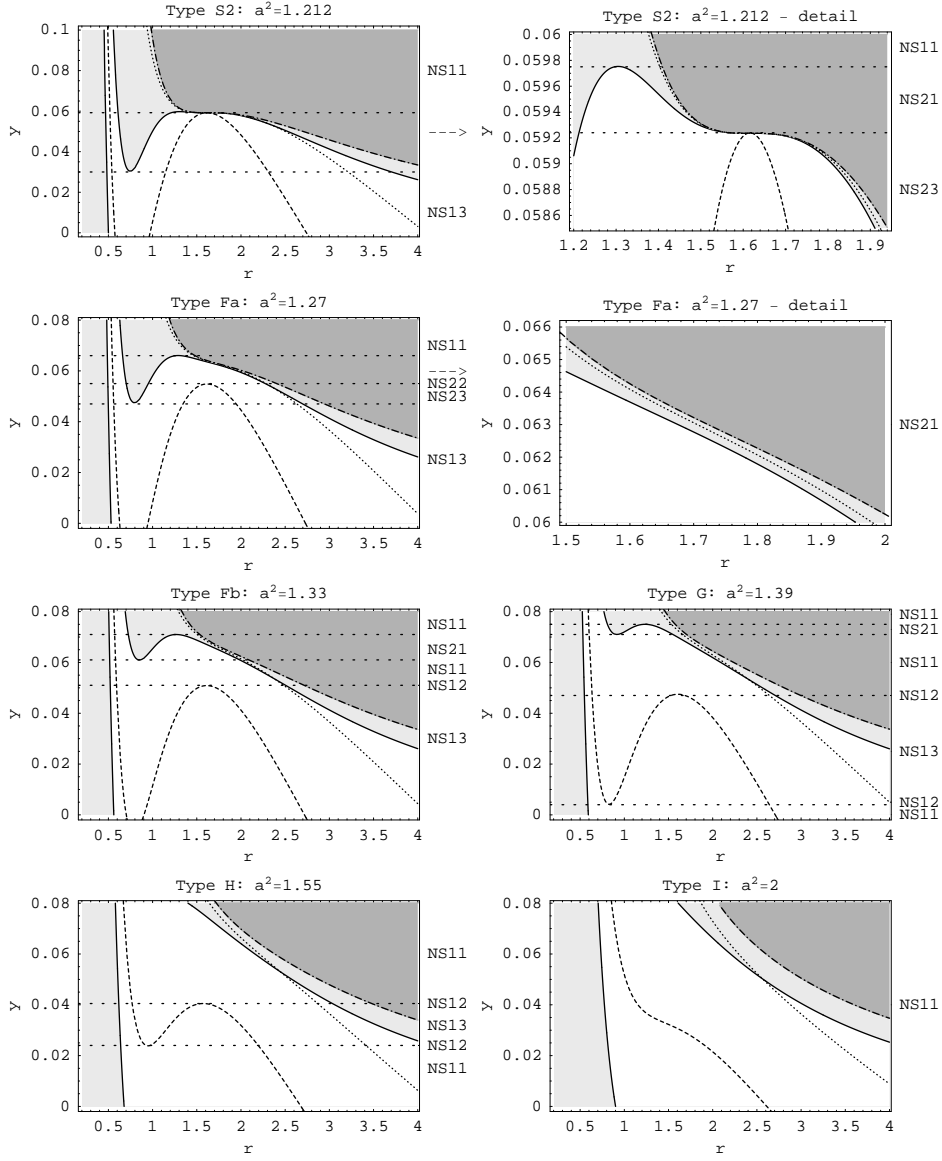 Type S2: a²=1.212
0.1
0.08
0.06
0.04
0.02
0
y
0.5 1 1.5 2 2.5 3 3.5 4
r
NS11
--->
NS13
Type S2: a²=1.212 - detail
0.06
0.0598
0.0596
0.0594
0.0592
0.059
0.0588
0.0586
y
1.2 1.3 1.4 1.5 1.6 1.7 1.8 1.9
r
NS11
NS21
NS23
Type Fa: a²=1.27
0.08
0.06
0.04
0.02
0
y
0.5 1 1.5 2 2.5 3 3.5 4
r
NS11
--->
NS22
NS23
NS13
Type Fa: a²=1.27 - detail
0.066
0.065
0.064
0.063
0.062
0.061
0.06
y
1.5 1.6 1.7 1.8 1.9 2
r
NS21
Type Fb: a²=1.33
0.08
0.06
0.04
0.02
0
y
0.5 1 1.5 2 2.5 3 3.5 4
r
NS11
NS21
NS11
NS12
NS13
Type G: a²=1.39
0.08
0.06
0.04
0.02
0
y
0.5 1 1.5 2 2.5 3 3.5 4
r
NS11
NS21
NS11
NS12
NS13
NS12
NS11
Type H: a²=1.55
0.08
0.06
0.04
0.02
0
y
0.5 1 1.5 2 2.5 3 3.5 4
r
NS11
NS12
NS13
NS12
NS11
Type I: a²=2
0.08
0.06
0.04
0.02
0
y
0.5 1 1.5 2 2.5 3 3.5 4
r
NS11